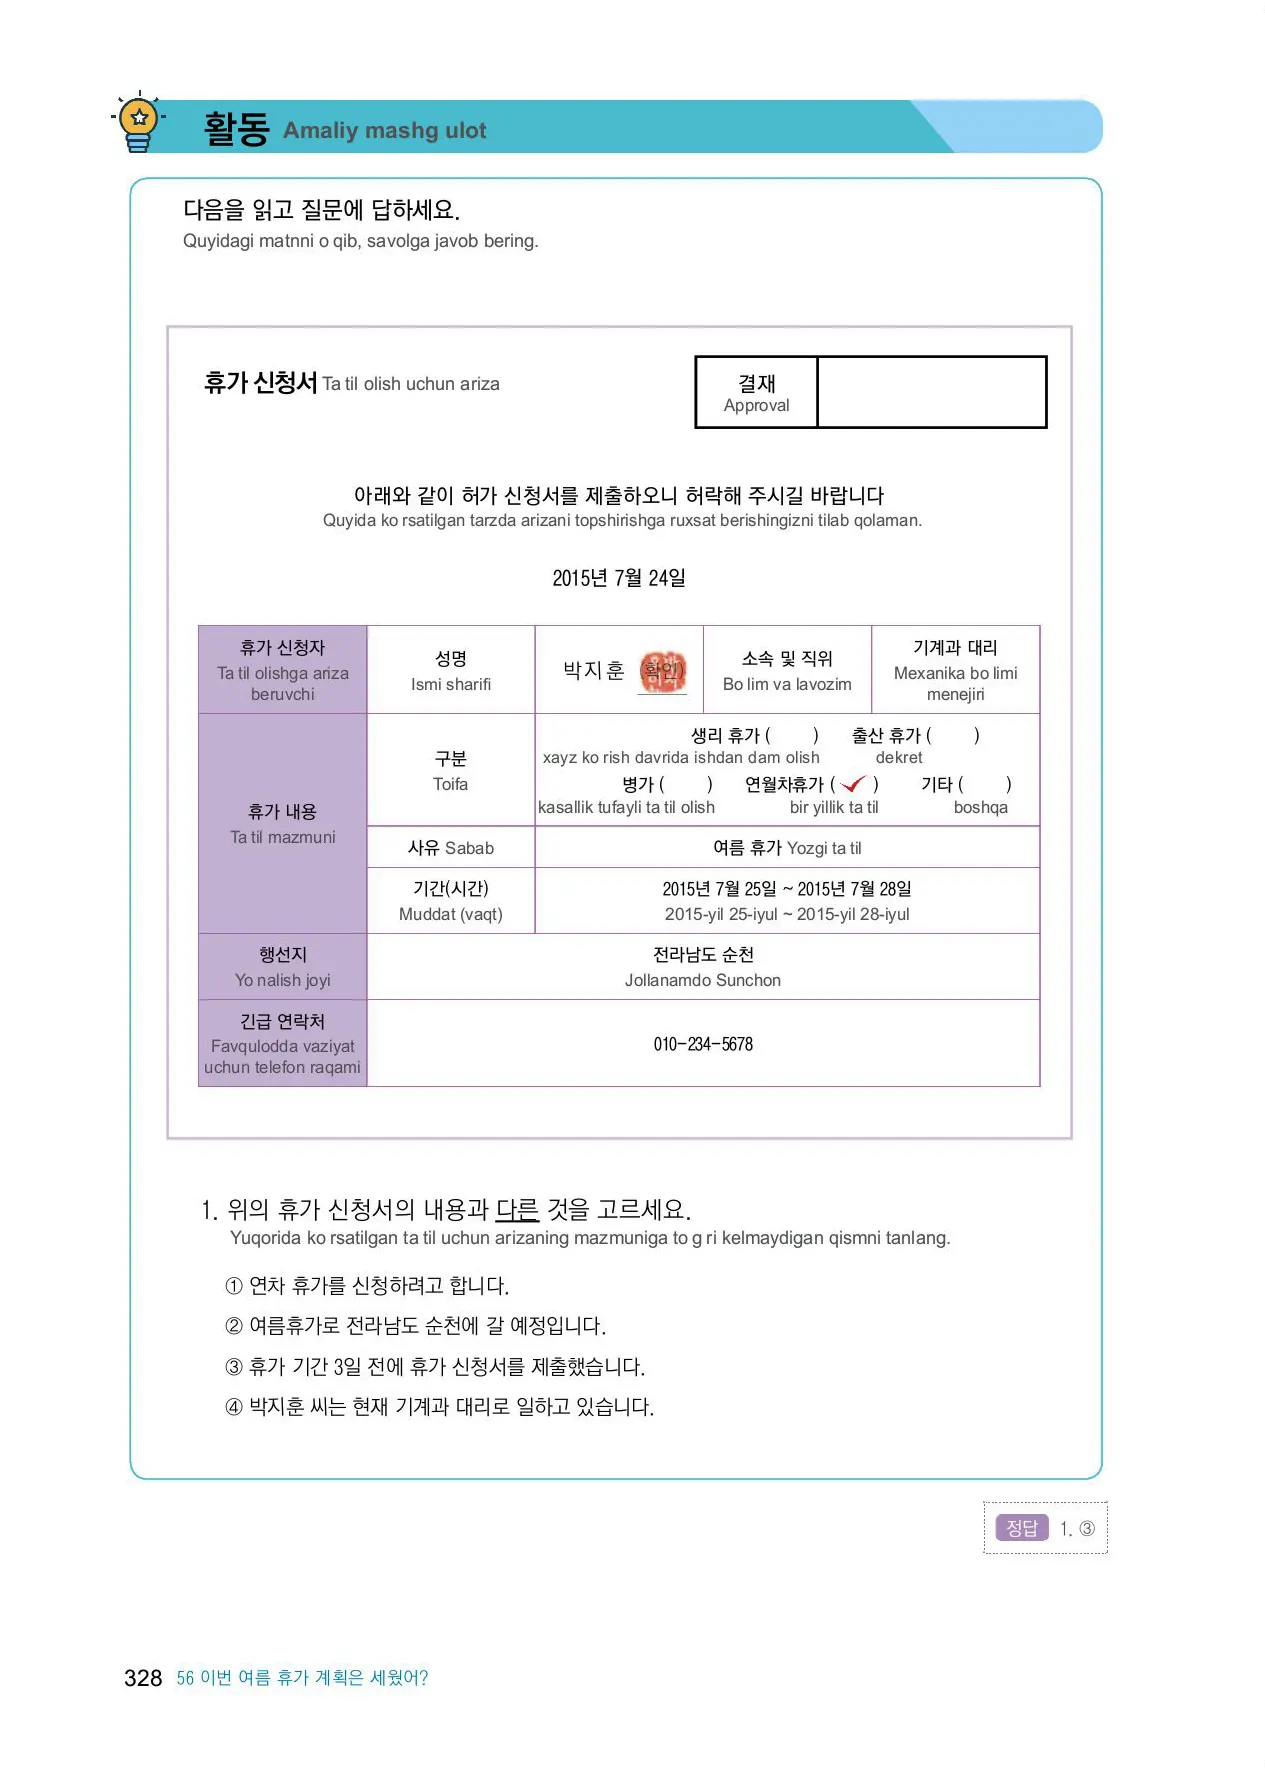 활동 Amaliy mashg ulot
다음을 읽고 질문에 답하세요.
Quyidagi matnni o qib, savolga javob bering.
휴가 신청서 Ta til olish uchun ariza
결재
Approval
아래와 같이 허가 신청서를 제출하오니 허락해 주시길 바랍니다
Quyida ko rsatilgan tarzda arizani topshirishga ruxsat berishingizni tilab qolaman.
2015년 7월 24일
휴가 신청자
Ta til olishga ariza
beruvchi
성명
Ismi sharifi
박지훈 (확인)
소속 및 직위
Bo lim va lavozim
기계과 대리
Mexanika bo limi
menejiri
휴가 내용
Ta til mazmuni
구분
Toifa
생리 휴가 ( ) 출산 휴가 ( )
xayz ko rish davrida ishdan dam olish dekret
병가 ( ) 연월차휴가 ( ✓ ) 기타 ( )
kasallik tufayli ta til olish bir yillik ta til boshqa
사유 Sabab
여름 휴가 Yozgi ta til
기간(시간)
Muddat (vaqt)
2015년 7월 25일 ~ 2015년 7월 28일
2015-yil 25-iyul ~ 2015-yil 28-iyul
행선지
Yo nalish joyi
전라남도 순천
Jollanamdo Sunchon
긴급 연락처
Favqulodda vaziyat
uchun telefon raqami
010-234-5678
1. 위의 휴가 신청서의 내용과 다른 것을 고르세요.
Yuqorida ko rsatilgan ta til uchun arizaning mazmuniga to g ri kelmaydigan qismni tanlang.
① 연차 휴가를 신청하려고 합니다.
② 여름휴가로 전라남도 순천에 갈 예정입니다.
③ 휴가 기간 3일 전에 휴가 신청서를 제출했습니다.
④ 박지훈 씨는 현재 기계과 대리로 일하고 있습니다.
정답 1. ③
328 56 이번 여름 휴가 계획은 세웠어?